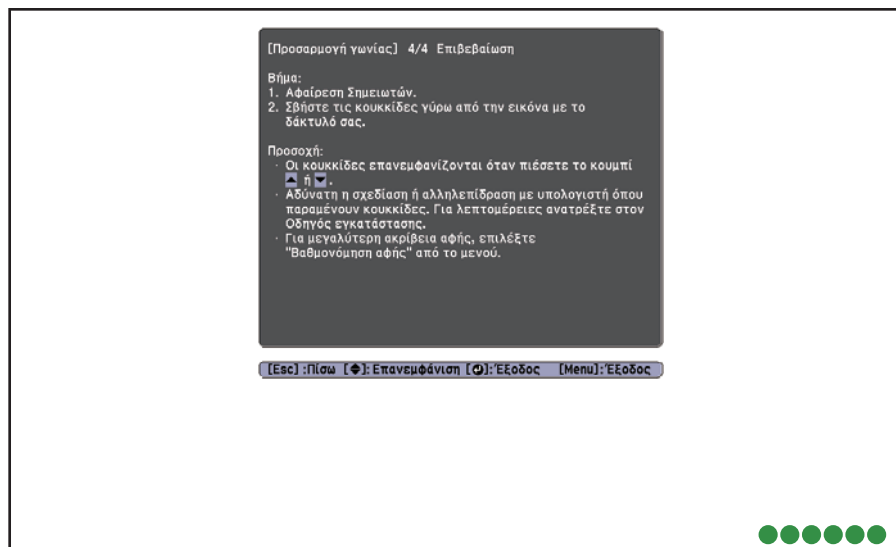 [Προσαρμογή γωνίας] 4/4 Επιβεβαίωση
Βήμα:
1. Αφαίρεση Σημειωτών.
2. Σβήστε τις κουκκίδες γύρω από την εικόνα με το
δάκτυλό σας.
Προσοχή:
· Οι κουκκίδες επανεμφανίζονται όταν πιέσετε το κουμπί
▲ ή ▼.
· Αδύνατη η σχεδίαση ή αλληλεπίδραση με υπολογιστή όπου
παραμένουν κουκκίδες. Για λεπτομέρειες ανατρέξτε στον
Οδηγός εγκατάστασης.
· Για μεγαλύτερη ακρίβεια αφής, επιλέξτε
"Βαθμονόμηση αφής" από το μενού.
[Esc] :Πίσω [◆]: Επανεμφάνιση [⏎]: Έξοδος [Menu]: Έξοδος